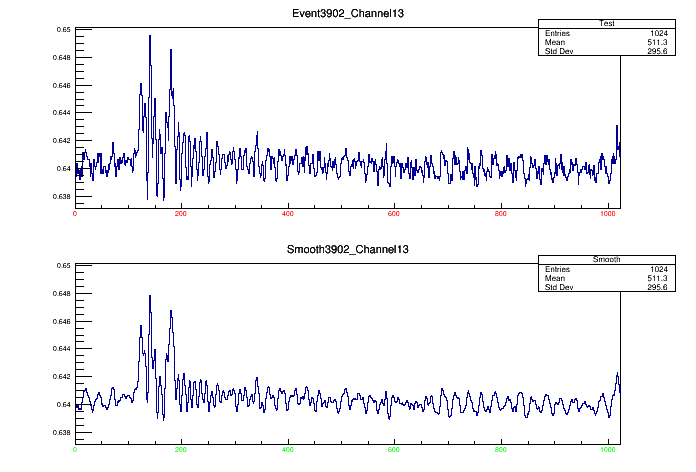 Event3902_Channel13
Test
Entries 1024
Mean 511.3
Std Dev 295.6
0.65
0.648
0.646
0.644
0.642
0.64
0.638
0 200 400 600 800 1000
Smooth3902_Channel13
Smooth
Entries 1024
Mean 511.3
Std Dev 295.6
0.65
0.648
0.646
0.644
0.642
0.64
0.638
0 200 400 600 800 1000